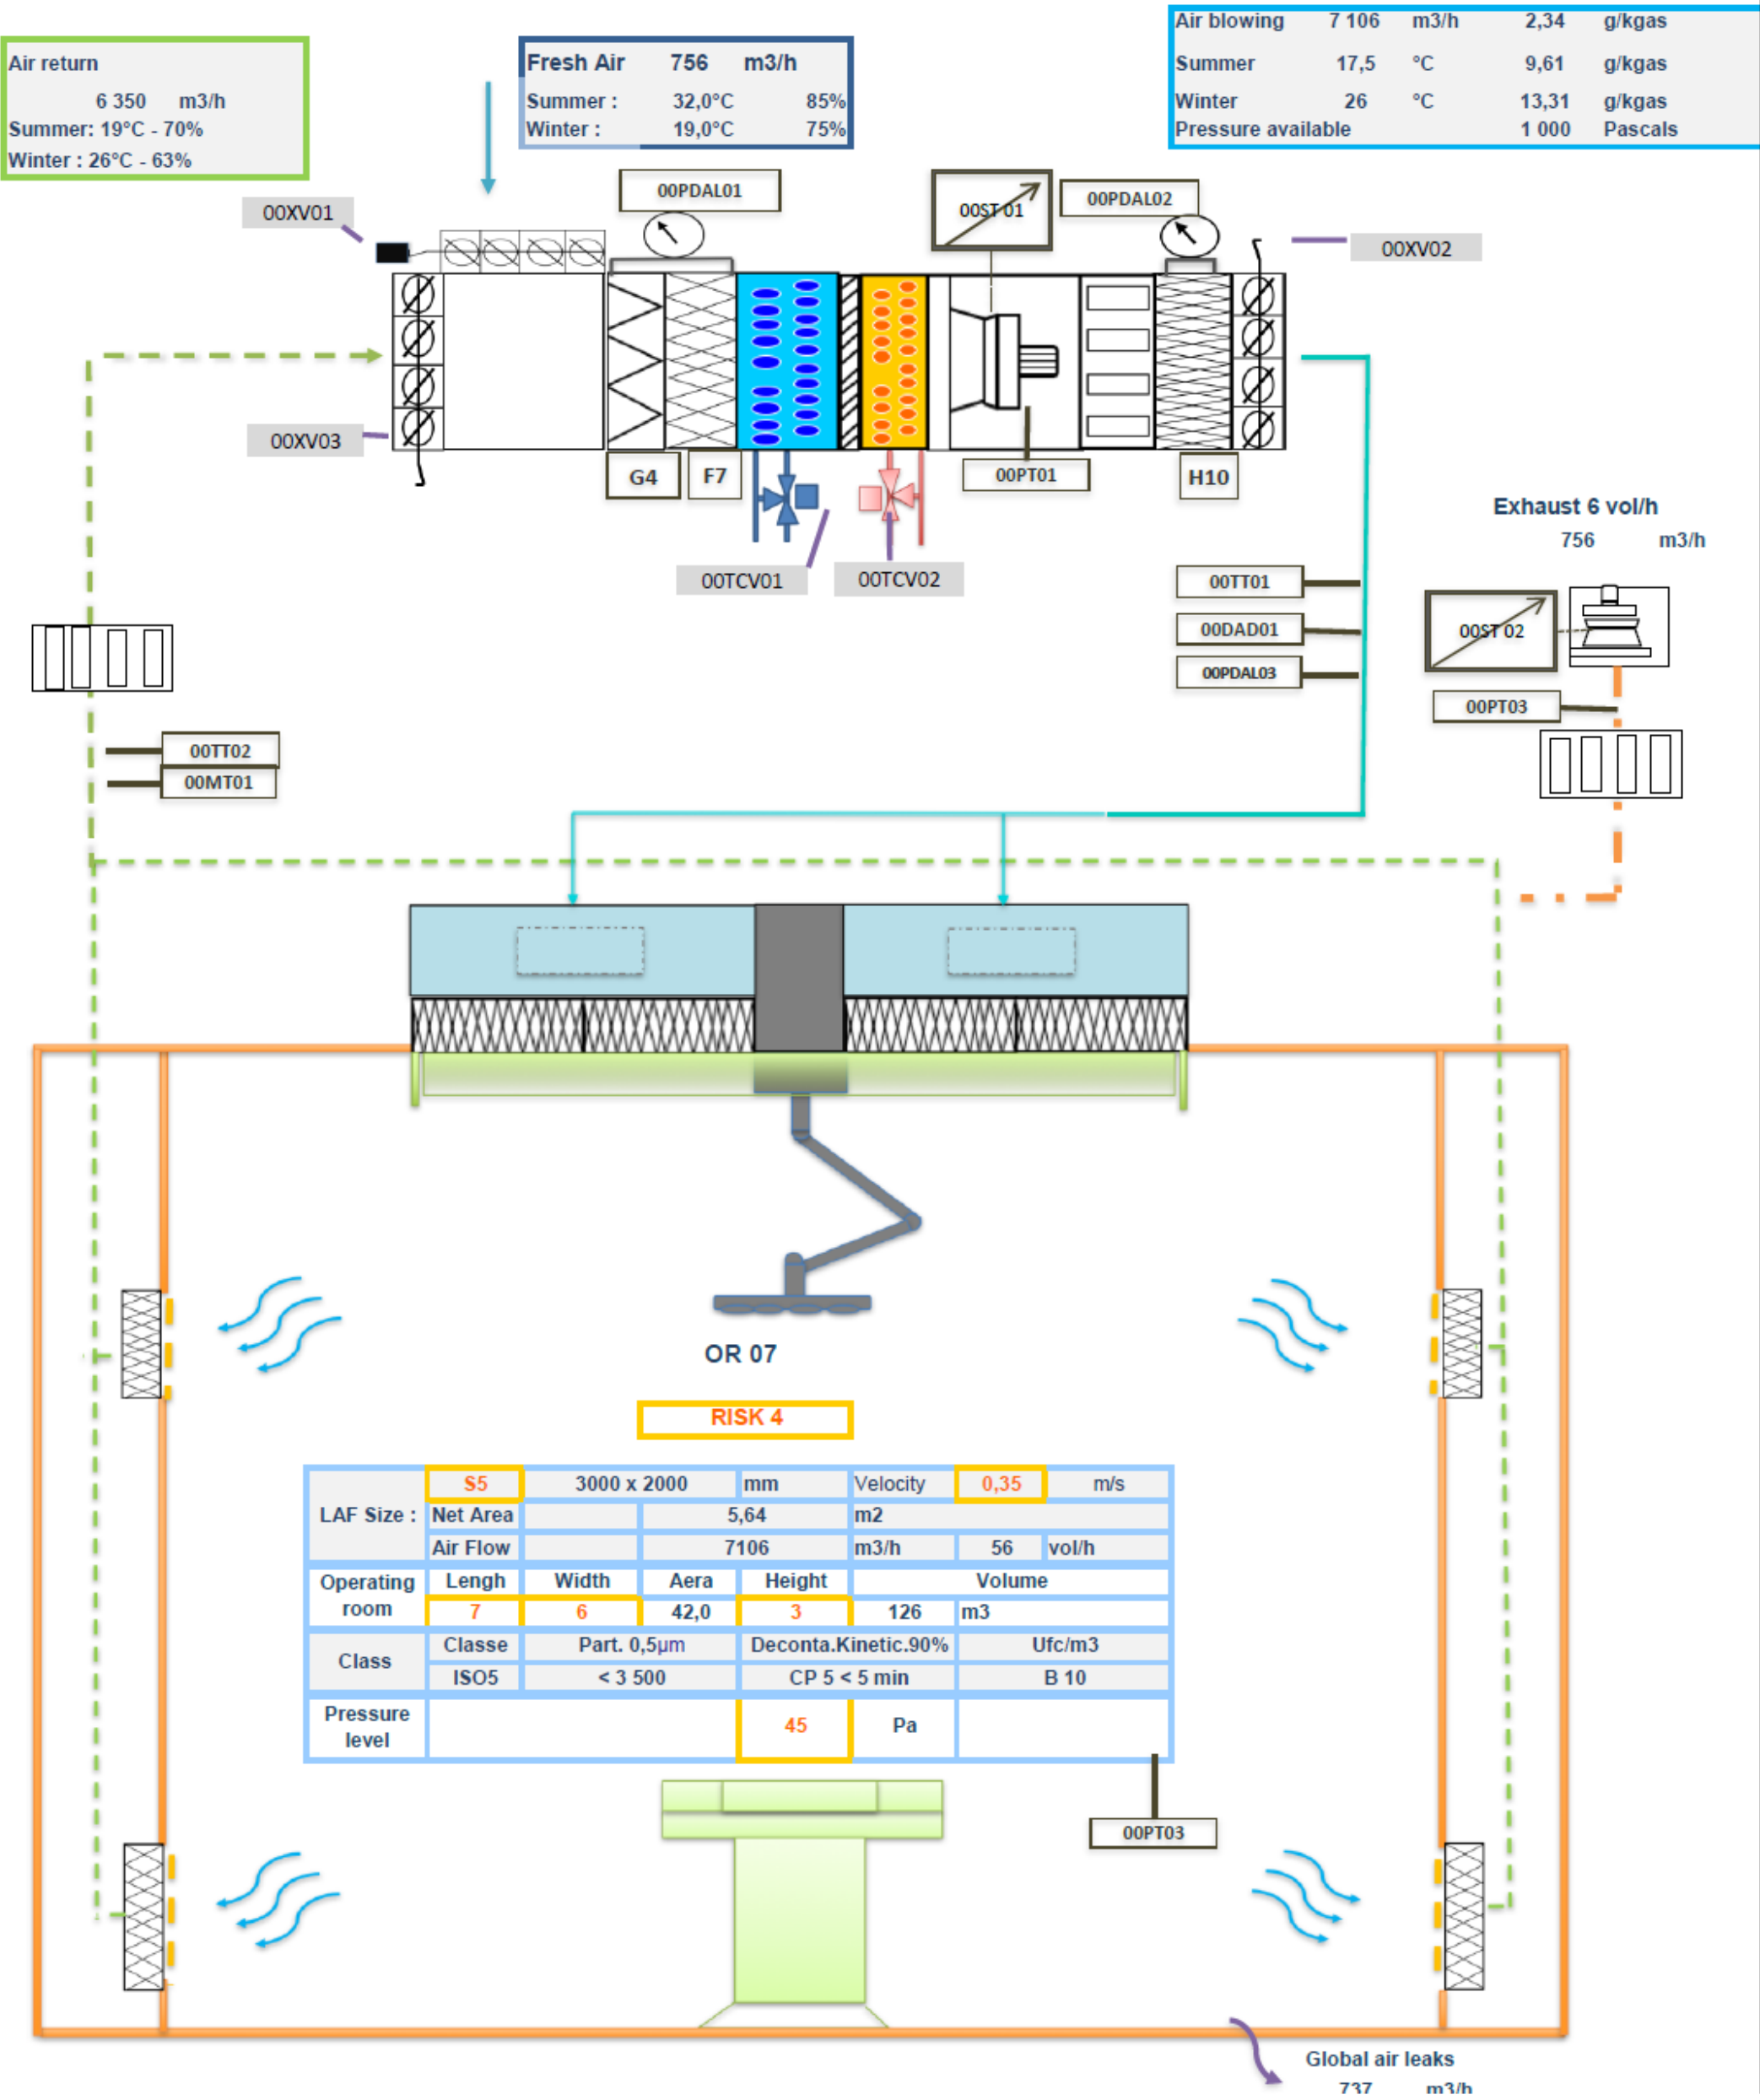 Air blowing 7 106 m3/h 2,34 g/kgas
Summer 17,5 °C 9,61 g/kgas
Winter 26 °C 13,31 g/kgas
Pressure available 1 000 Pascals
Air return
6 350 m3/h
Summer: 19°C - 70%
Winter : 26°C - 63%
Fresh Air 756 m3/h
Summer : 32,0°C 85%
Winter : 19,0°C 75%
00XV01
00PDAL01
00ST 01
00PDAL02
00XV02
00XV03
G4
F7
00PT01
H10
00TCV01
00TCV02
Exhaust 6 vol/h
756 m3/h
00TT01
00DAD01
00PDAL03
00ST 02
00PT03
00TT02
00MT01
OR 07
RISK 4
LAF Size : S5 3000 x 2000 mm Velocity 0,35 m/s
Net Area 5,64 m2
Air Flow 7106 m3/h 56 vol/h
Operating room Lengh Width Aera Height Volume
7 6 42,0 3 126 m3
Class Classe Part. 0,5µm Deconta.Kinetic.90% Ufc/m3
ISO5 < 3 500 CP 5 < 5 min B 10
Pressure level 45 Pa
00PT03
Global air leaks
737 m3/h